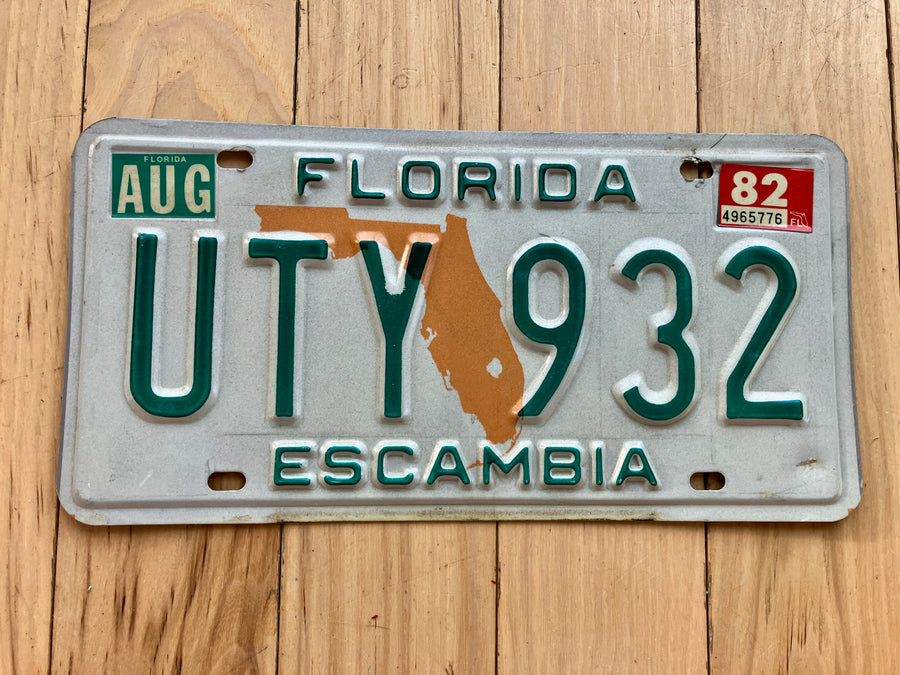 FLORIDA
AUG
FLORIDA
82
4965776 FL
UTY 932
ESCAMBIA